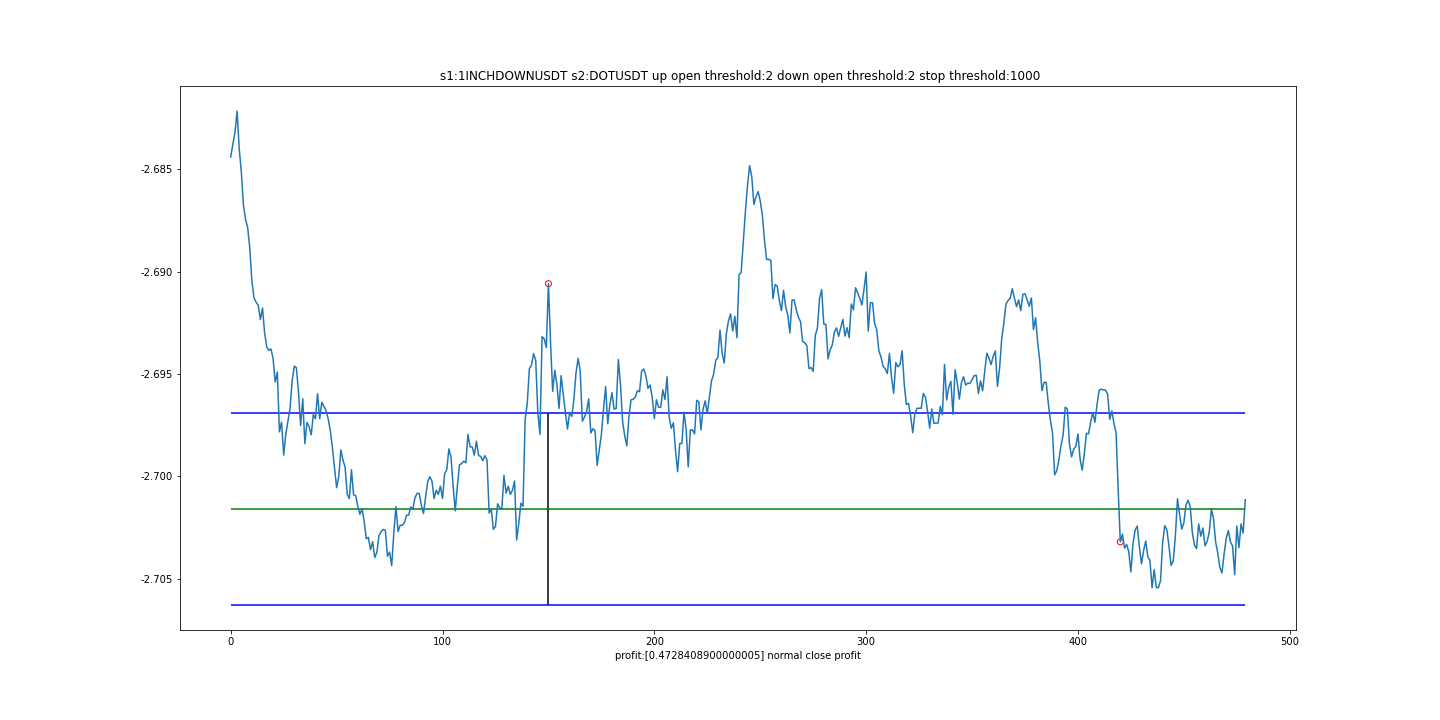 s1:1INCHDOWNUSDT s2:DOTUSDT up open threshold:2 down open threshold:2 stop threshold:1000
-2.685
-2.690
-2.695
-2.700
-2.705
0 100 200 300 400 500
profit:[0.4728408900000005] normal close profit